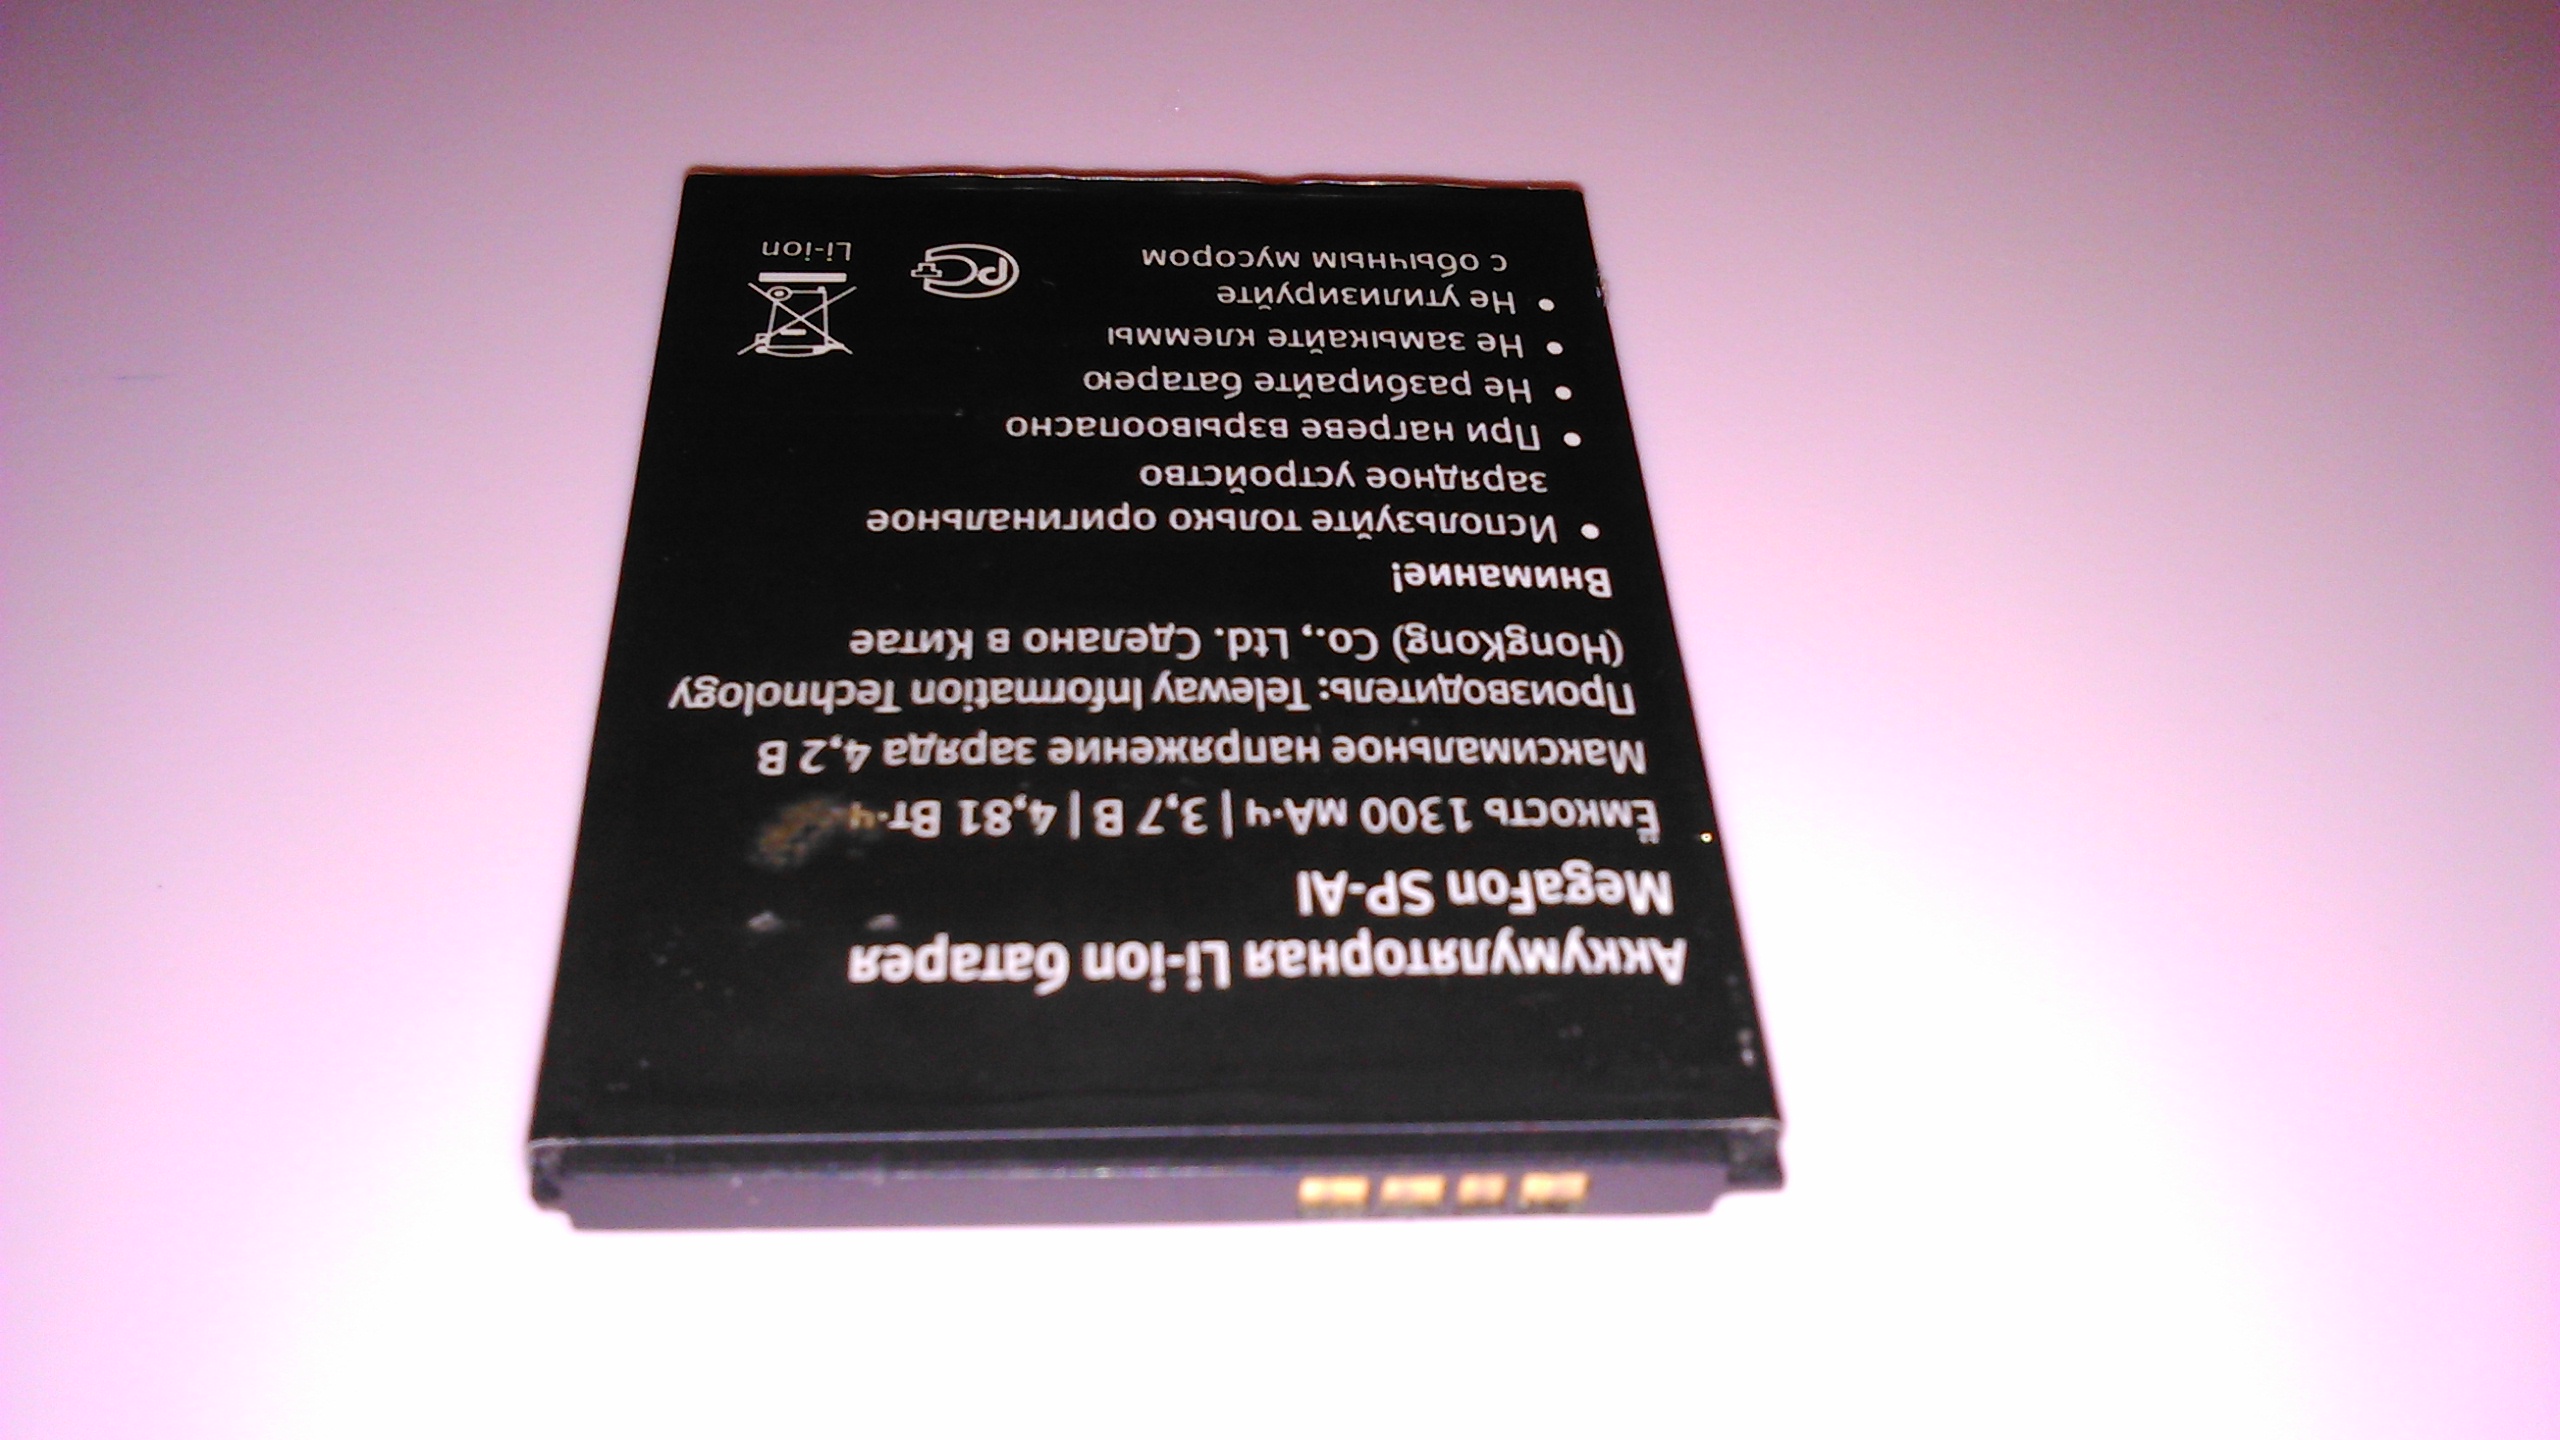 Аккумуляторная Li-ion батарея
MegaFon SP-AI
Ёмкость 1300 мА·ч | 3,7 В | 4,81 Вт·ч
Максимальное напряжение заряда 4,2 В
Производитель: Teleway Information Technology
(HongKong) Co., Ltd. Сделано в Китае
Внимание!
• Используйте только оригинальное
зарядное устройство
• При нагреве взрывоопасно
• Не разбирайте батарею
• Не замыкайте клеммы
• Не утилизируйте
с обычным мусором
РСТ
Li-ion